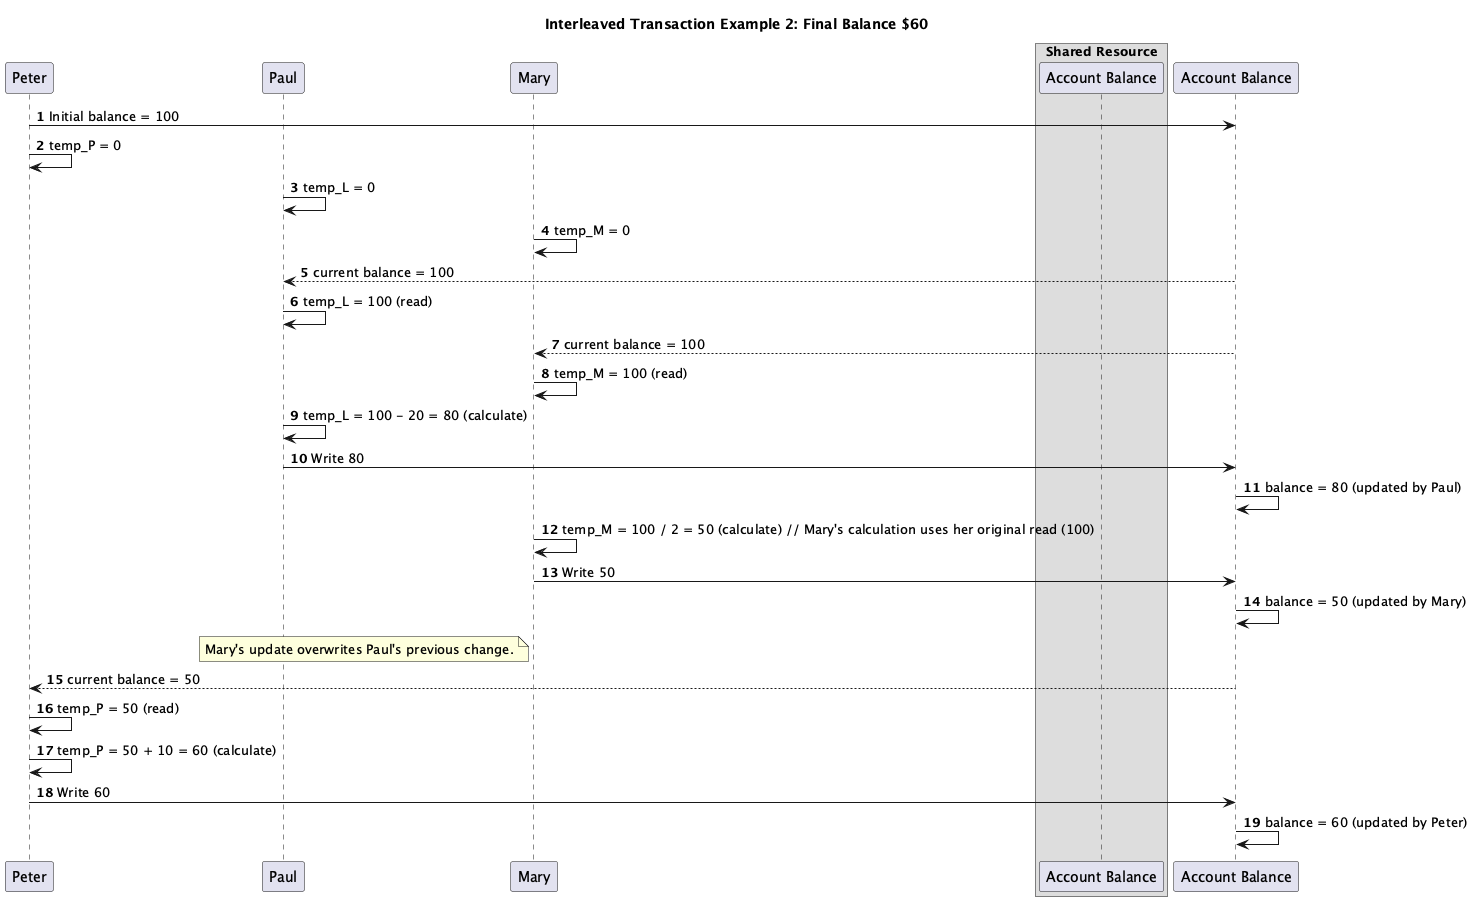 Interleaved Transaction Example 2: Final Balance $60
Shared Resource
Peter
Paul
Mary
Account Balance
Account Balance
1 Initial balance = 100
2 temp_P = 0
3 temp_L = 0
4 temp_M = 0
5 current balance = 100
6 temp_L = 100 (read)
7 current balance = 100
8 temp_M = 100 (read)
9 temp_L = 100 - 20 = 80 (calculate)
10 Write 80
11 balance = 80 (updated by Paul)
12 temp_M = 100 / 2 = 50 (calculate) // Mary's calculation uses her original read (100)
13 Write 50
14 balance = 50 (updated by Mary)
Mary's update overwrites Paul's previous change.
15 current balance = 50
16 temp_P = 50 (read)
17 temp_P = 50 + 10 = 60 (calculate)
18 Write 60
19 balance = 60 (updated by Peter)
Peter
Paul
Mary
Account Balance
Account Balance